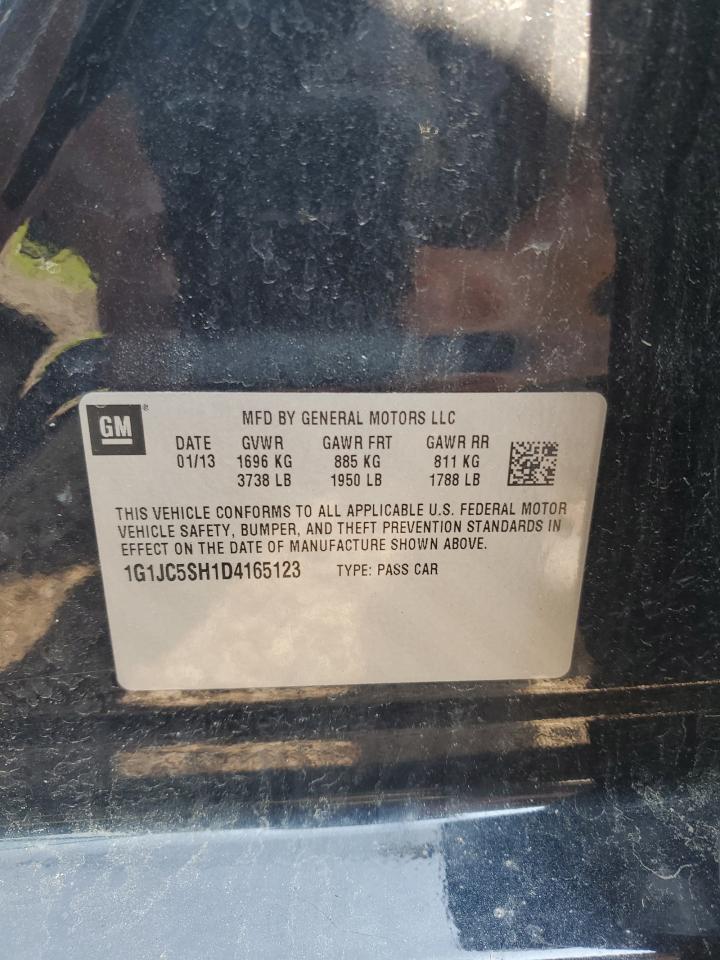 GM ®
MFD BY GENERAL MOTORS LLC
DATE GVWR GAWR FRT GAWR RR
01/13 1696 KG 885 KG 811 KG
3738 LB 1950 LB 1788 LB
THIS VEHICLE CONFORMS TO ALL APPLICABLE U.S. FEDERAL MOTOR
VEHICLE SAFETY, BUMPER, AND THEFT PREVENTION STANDARDS IN
EFFECT ON THE DATE OF MANUFACTURE SHOWN ABOVE.
1G1JC5SH1D4165123 TYPE: PASS CAR